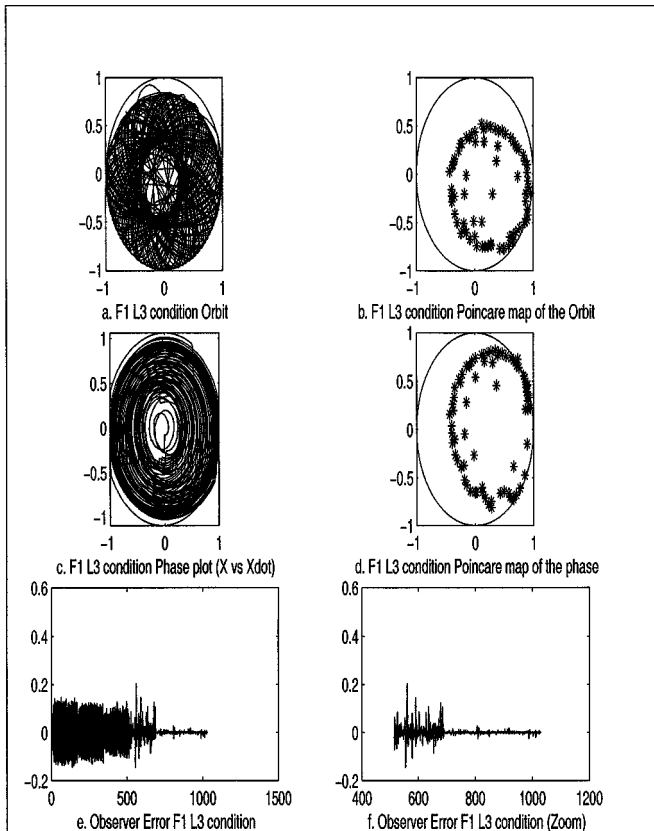 1
0.5
0
−0.5
−1
−1 0 1
a. F1 L3 condition Orbit
1
0.5
0
−0.5
−1
−1 0 1
b. F1 L3 condition Poincare map of the Orbit
1
0.5
0
−0.5
−1
−1 0 1
c. F1 L3 condition Phase plot (X vs Xdot)
1
0.5
0
−0.5
−1
−1 0 1
d. F1 L3 condition Poincare map of the phase
0.6
0.4
0.2
0
−0.2
0 500 1000 1500
e. Observer Error F1 L3 condition
0.6
0.4
0.2
0
−0.2
400 600 800 1000 1200
f. Observer Error F1 L3 condition (Zoom)